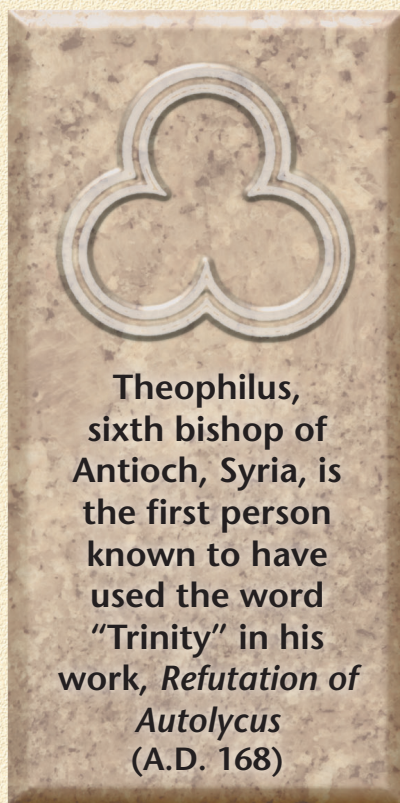 Theophilus,
sixth bishop of
Antioch, Syria, is
the first person
known to have
used the word
“Trinity” in his
work, Refutation of
Autolycus
(A.D. 168)